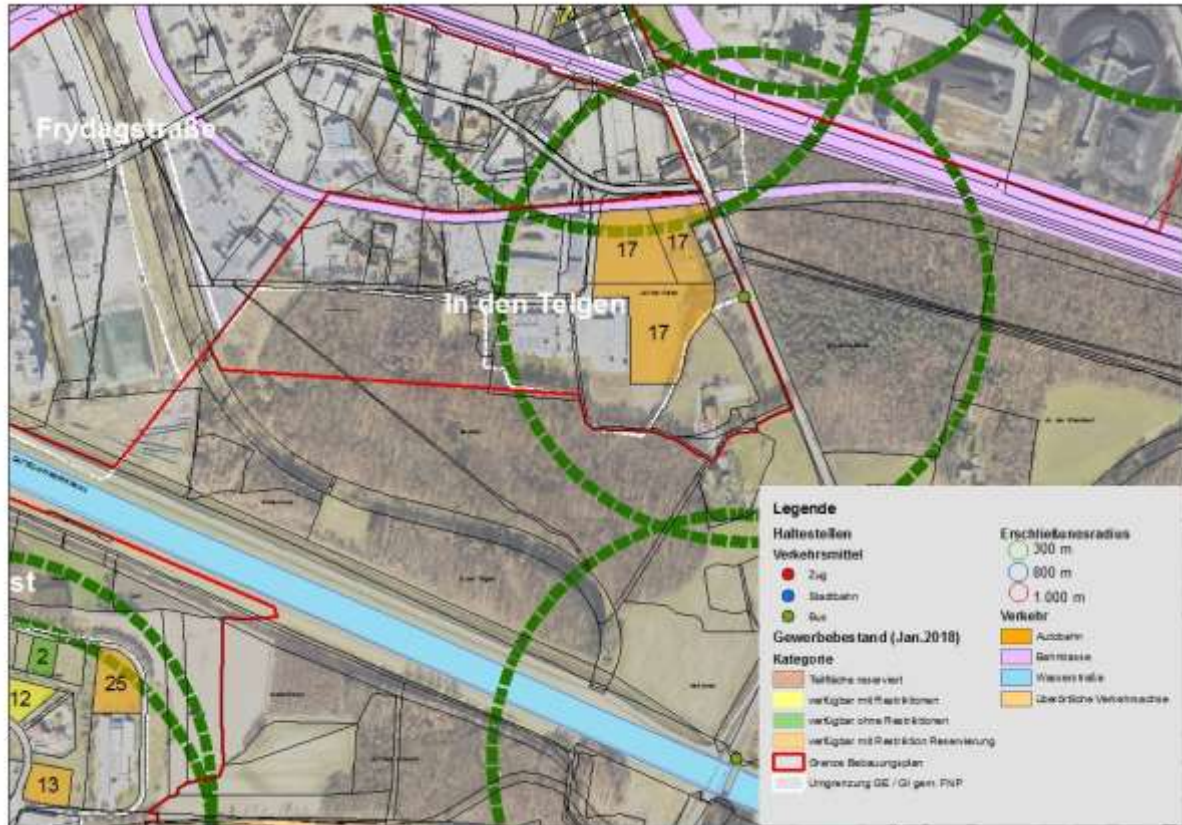 Frydagstraße
17
17
In den Telgen
17
st
2
25
12
13
Legende
Haltestellen
Verkehrsmittel
Zug
Stadtbahn
Bus
Gewerbebestand (Jan.2018)
Kategorie
Teilfläche reserviert
verfügbar mit Restriktionen
verfügbar ohne Restriktionen
verfügbar mit Restriktion Reservierung
Grenze Bebauungsplan
Umgrenzung GE / GI gem. FNP
Erschließungsradius
300 m
800 m
1.000 m
Verkehr
Autobahn
Bahntrasse
Wasserstraße
überörtliche Verkehrsachse